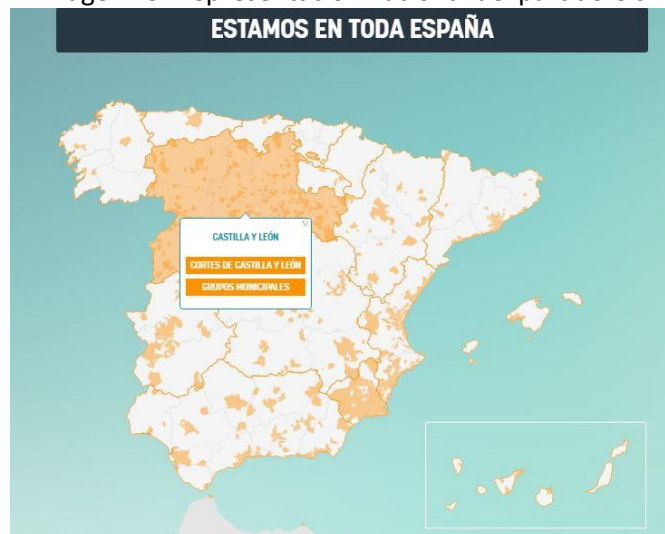 ESTAMOS EN TODA ESPAÑA
CASTILLA Y LEÓN
CORTES DE CASTILLA Y LEÓN
GRUPOS MUNICIPALES